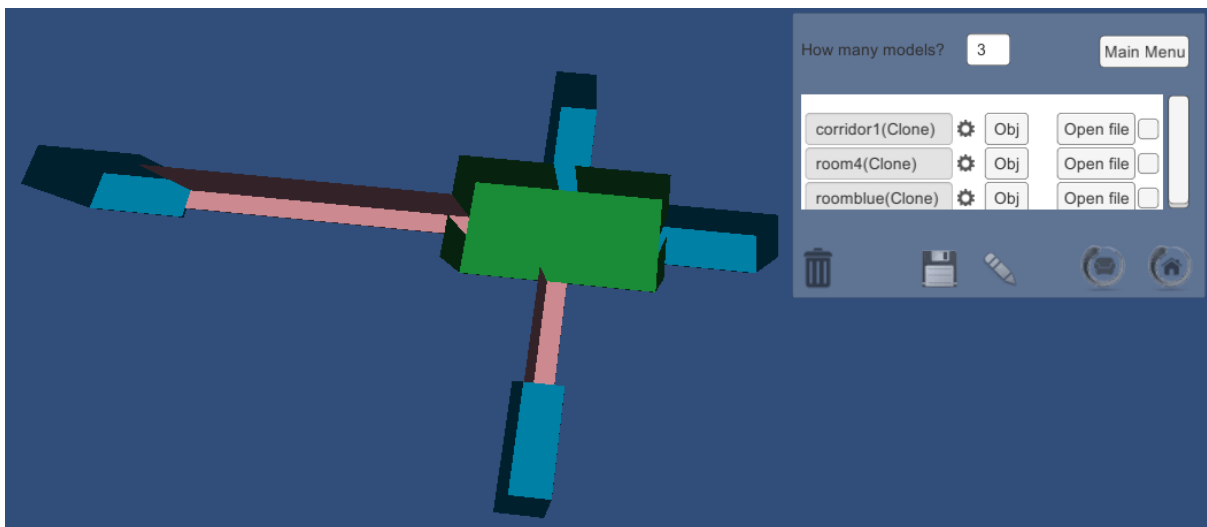 How many models? 3 Main Menu
corridor1(Clone) Obj Open file
room4(Clone) Obj Open file
roomblue(Clone) Obj Open file